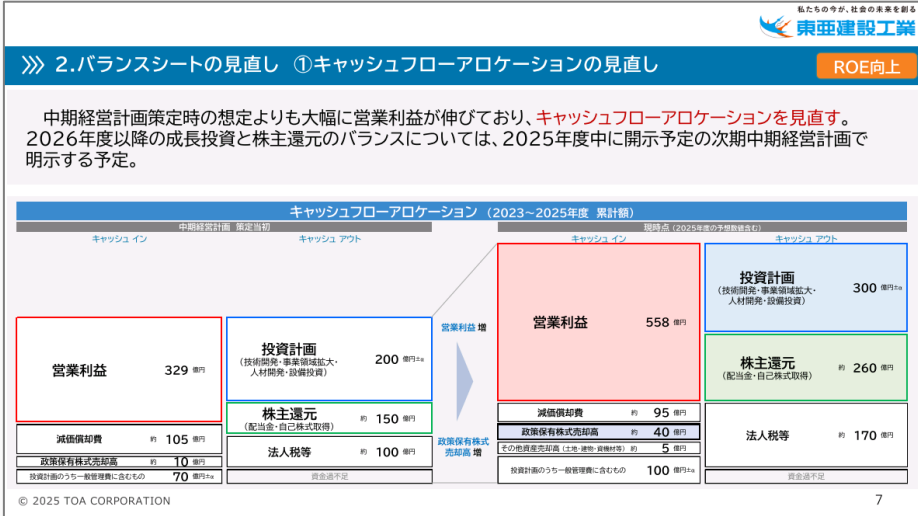 私たちの今が、社会の未来を創る
東亜建設工業
2.バランスシートの見直し ①キャッシュフローアロケーションの見直し
ROE向上
中期経営計画策定時の想定よりも大幅に営業利益が伸びており、キャッシュフローアロケーションを見直す。
2026年度以降の成長投資と株主還元のバランスについては、2025年度中に開示予定の次期中期経営計画で
明示する予定。
キャッシュフローアロケーション (2023~2025年度 累計額)
中期経営計画 策定当初
キャッシュ イン
キャッシュ アウト
営業利益 329 億円
減価償却費 約 105 億円
政策保有株式売却高 約 10 億円
投資計画のうち一般管理費に含むもの 70 億円±α
投資計画
(技術開発・事業領域拡大・
人材開発・設備投資)
200 億円±α
株主還元
(配当金・自己株式取得)
約 150 億円
法人税等 約 100 億円
資金過不足
営業利益 増
政策保有株式
売却高 増
現時点 (2025年度の予想数値含む)
キャッシュ イン
キャッシュ アウト
営業利益 558 億円
減価償却費 約 95 億円
政策保有株式売却高 約 40 億円
その他資産売却高 (土地・建物・資機材等) 約 5 億円
投資計画のうち一般管理費に含むもの 100 億円±α
投資計画
(技術開発・事業領域拡大・
人材開発・設備投資)
300 億円±α
株主還元
(配当金・自己株式取得)
約 260 億円
法人税等 約 170 億円
資金過不足
© 2025 TOA CORPORATION
7